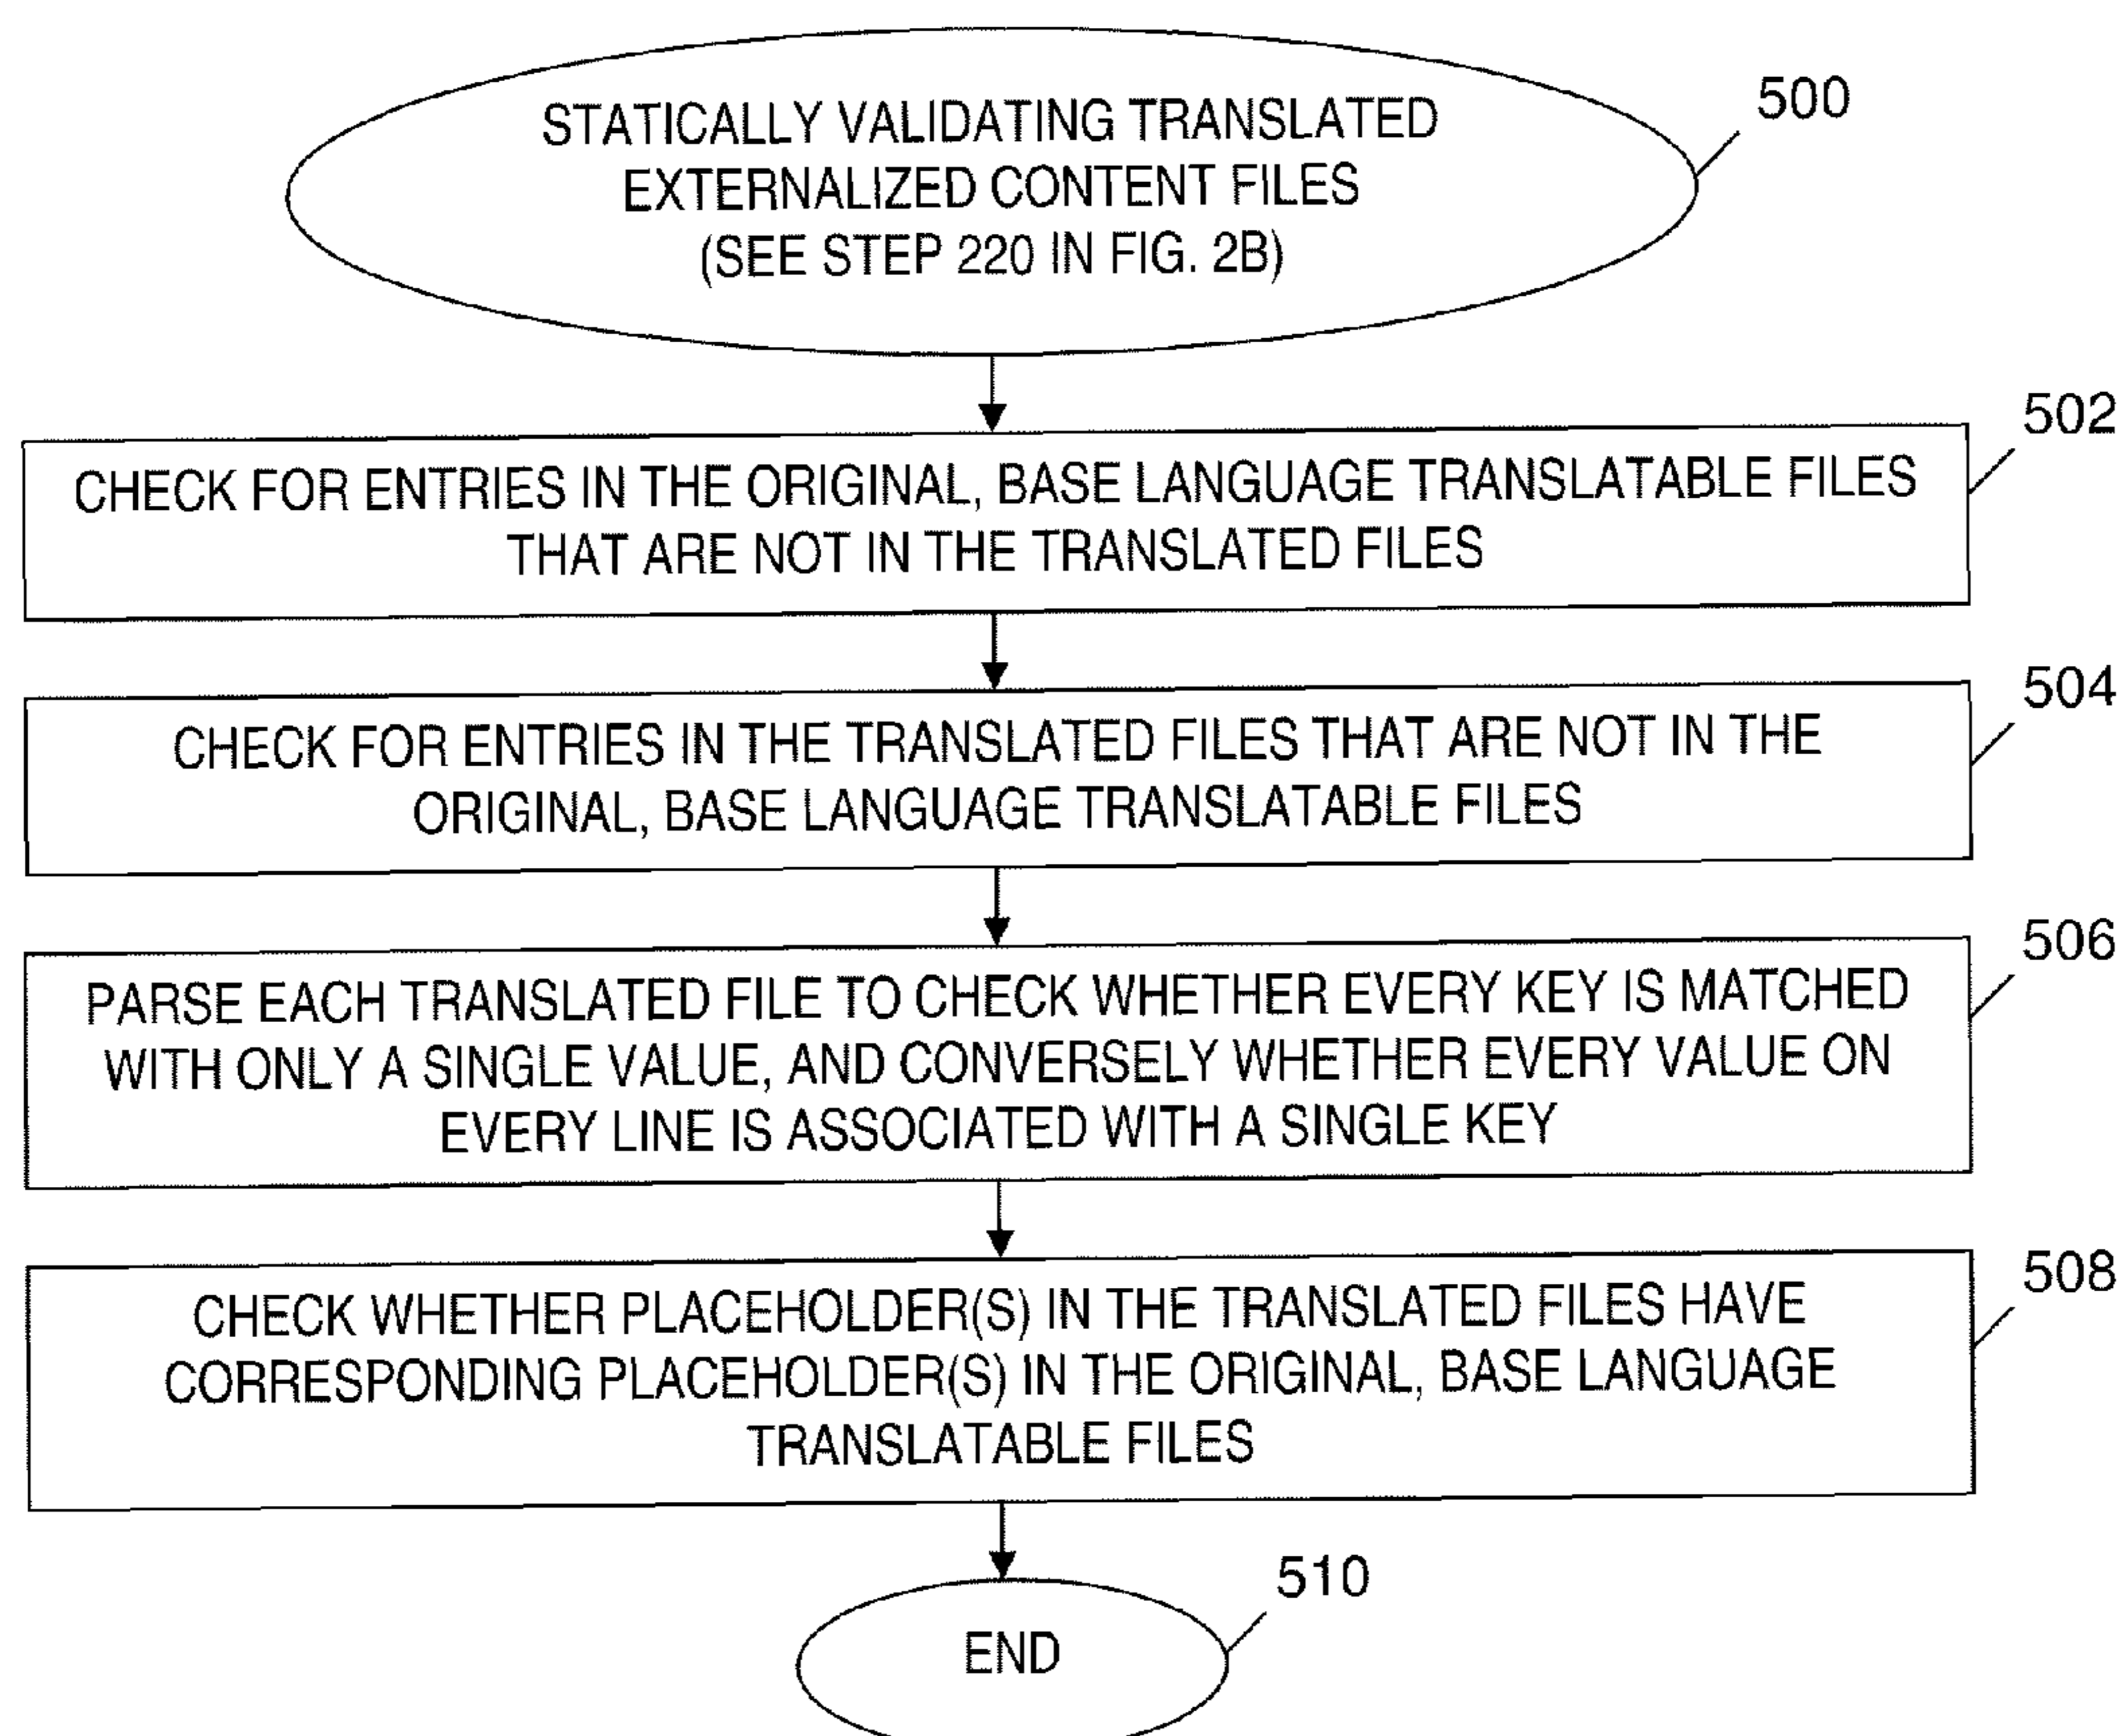 STATICALLY VALIDATING TRANSLATED
EXTERNALIZED CONTENT FILES
(SEE STEP 220 IN FIG. 2B)
500
502
CHECK FOR ENTRIES IN THE ORIGINAL, BASE LANGUAGE TRANSLATABLE FILES
THAT ARE NOT IN THE TRANSLATED FILES
504
CHECK FOR ENTRIES IN THE TRANSLATED FILES THAT ARE NOT IN THE
ORIGINAL, BASE LANGUAGE TRANSLATABLE FILES
506
PARSE EACH TRANSLATED FILE TO CHECK WHETHER EVERY KEY IS MATCHED
WITH ONLY A SINGLE VALUE, AND CONVERSELY WHETHER EVERY VALUE ON
EVERY LINE IS ASSOCIATED WITH A SINGLE KEY
508
CHECK WHETHER PLACEHOLDER(S) IN THE TRANSLATED FILES HAVE
CORRESPONDING PLACEHOLDER(S) IN THE ORIGINAL, BASE LANGUAGE
TRANSLATABLE FILES
510
END